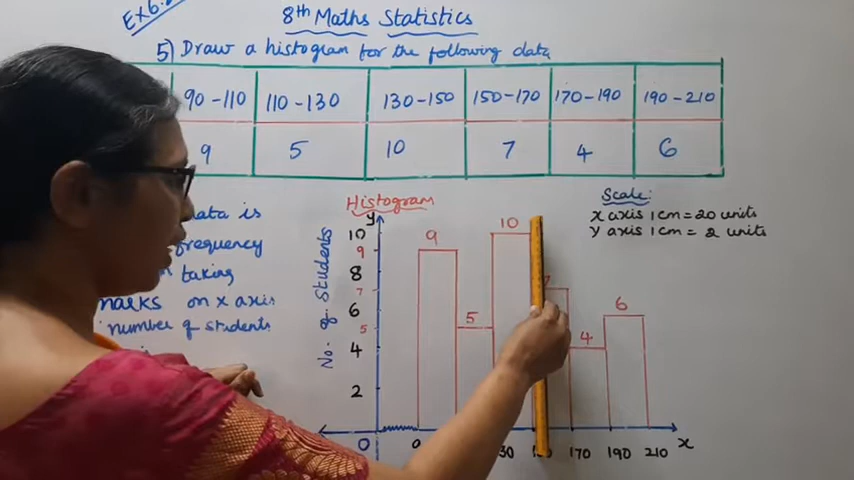 Ex 6.2
8th Maths Statistics
5) Draw a histogram for the following data
90-110 110-130 130-150 150-170 170-190 190-210
9 5 10 7 4 6
data is
frequency
taking
marks on x axis
number of students
Histogram
Scale:
x axis 1cm = 20 units
y axis 1cm = 2 units
y
No. of Students
10
9
8
7
6
5
4
2
0
9 5 10 7 4 6
170 190 210 x